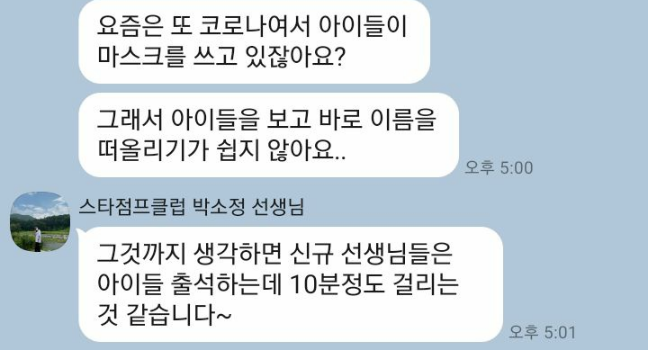 요즘은 또 코로나여서 아이들이
마스크를 쓰고 있잖아요?
그래서 아이들을 보고 바로 이름을
떠올리기가 쉽지 않아요..
오후 5:00
스타점프클럽 박소정 선생님
그것까지 생각하면 신규 선생님들은
아이들 출석하는데 10분정도 걸리는
것 같습니다~
오후 5:01